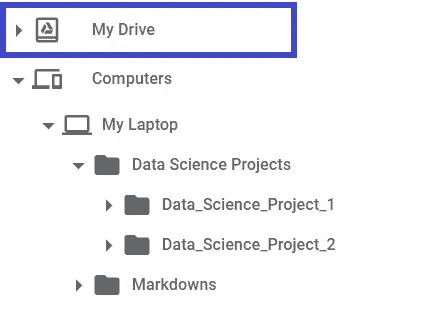 My Drive
Computers
My Laptop
Data Science Projects
Data_Science_Project_1
Data_Science_Project_2
Markdowns